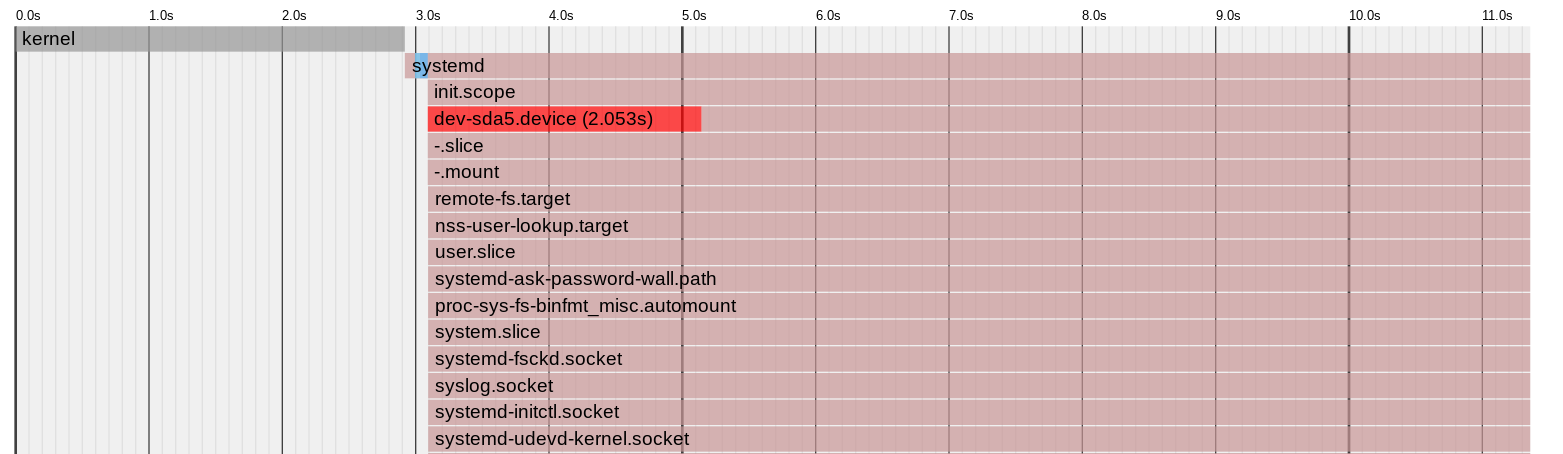 0.0s 1.0s 2.0s 3.0s 4.0s 5.0s 6.0s 7.0s 8.0s 9.0s 10.0s 11.0s
kernel
systemd
init.scope
dev-sda5.device (2.053s)
-.slice
-.mount
remote-fs.target
nss-user-lookup.target
user.slice
systemd-ask-password-wall.path
proc-sys-fs-binfmt_misc.automount
system.slice
systemd-fsckd.socket
syslog.socket
systemd-initctl.socket
systemd-udevd-kernel.socket